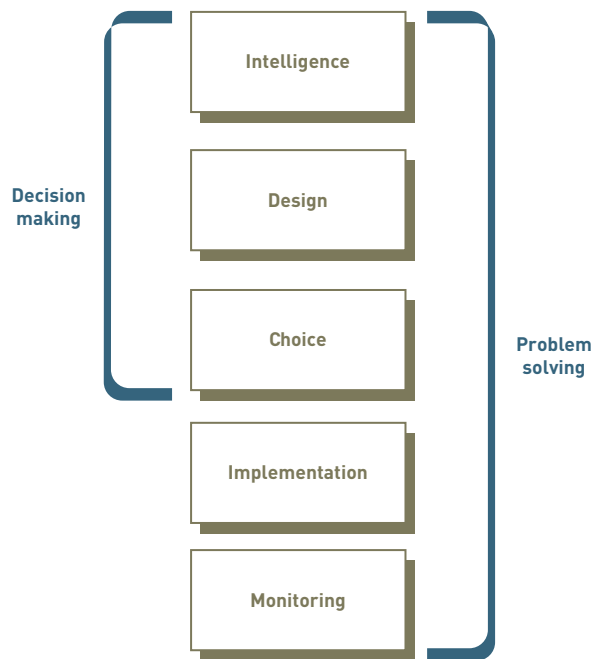 Intelligence
Decision
making
Design
Choice
Problem
solving
Implementation
Monitoring